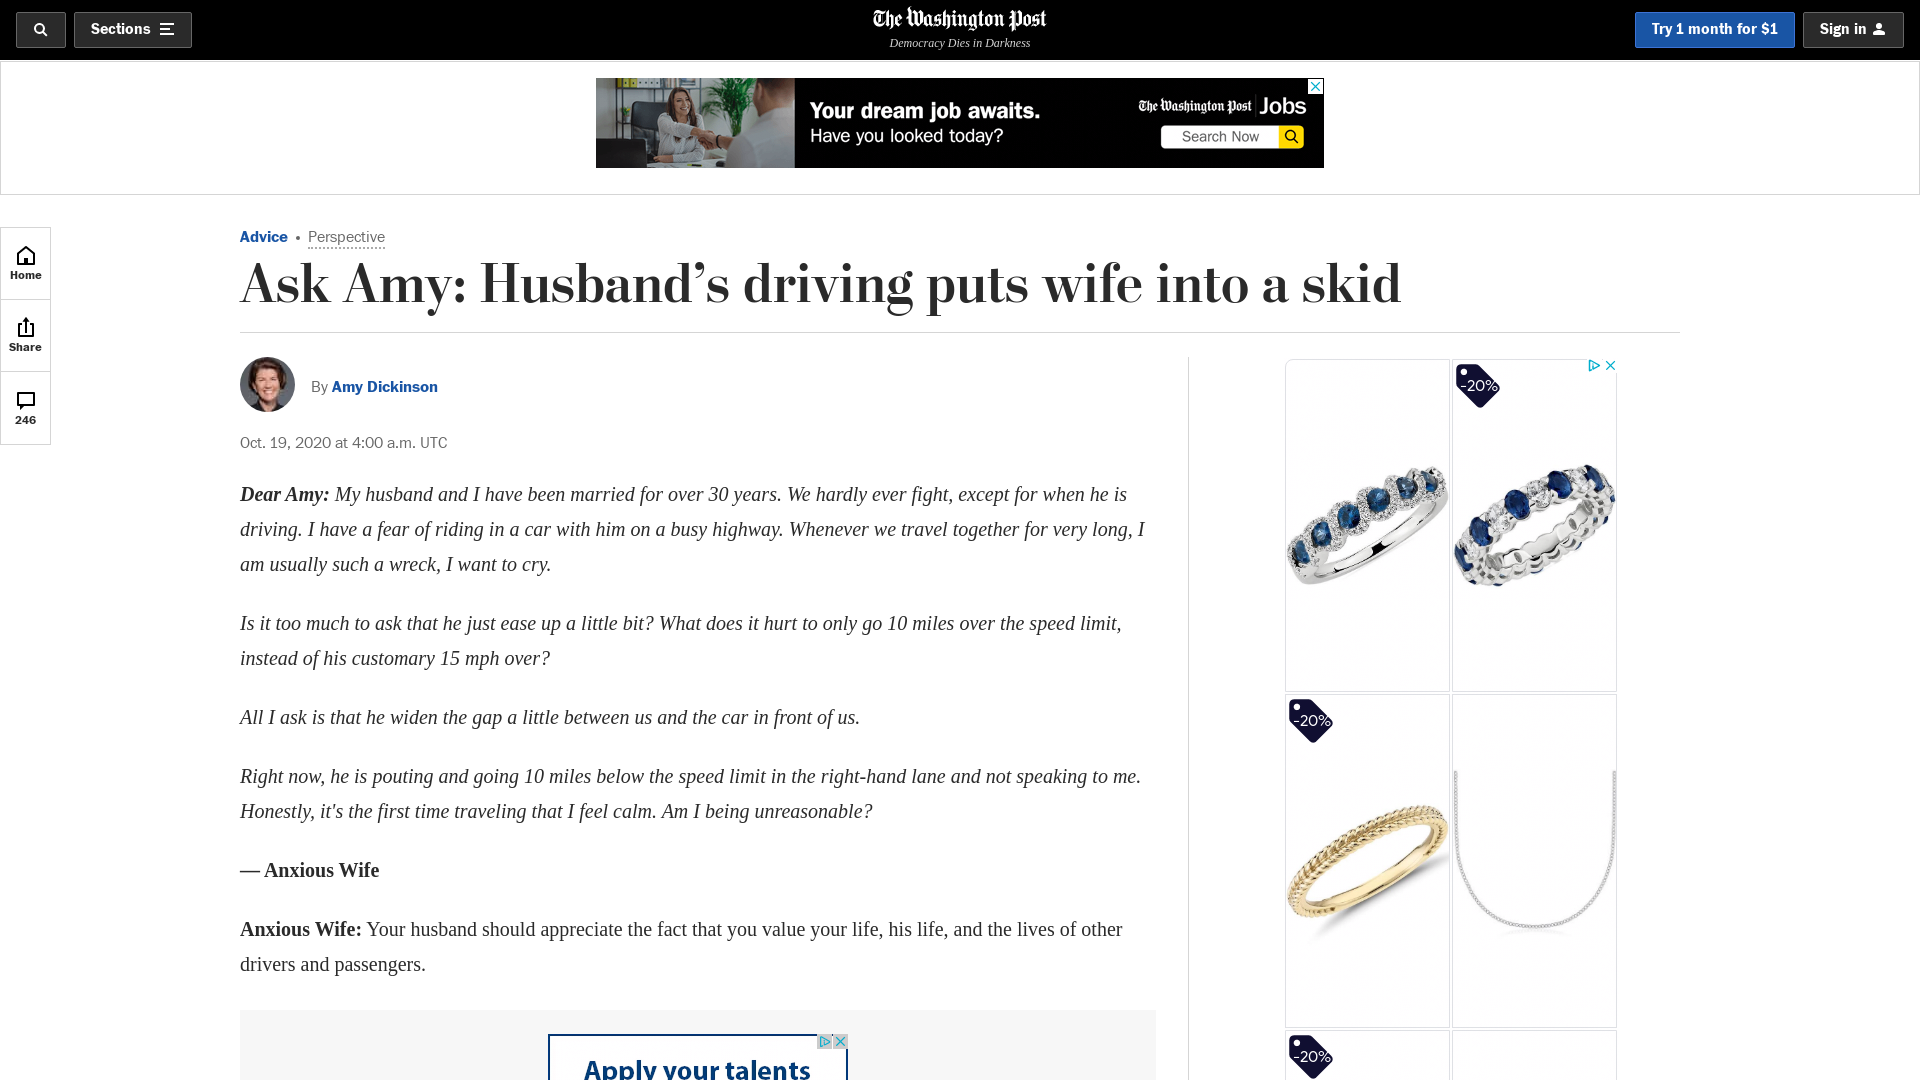 Sections
The Washington Post
Democracy Dies in Darkness
Try 1 month for $1
Sign in
Your dream job awaits.
Have you looked today?
The Washington Post Jobs
Search Now
Home
Share
246
Advice • Perspective
Ask Amy: Husband’s driving puts wife into a skid
By Amy Dickinson
Oct. 19, 2020 at 4:00 a.m. UTC
Dear Amy: My husband and I have been married for over 30 years. We hardly ever fight, except for when he is
driving. I have a fear of riding in a car with him on a busy highway. Whenever we travel together for very long, I
am usually such a wreck, I want to cry.
Is it too much to ask that he just ease up a little bit? What does it hurt to only go 10 miles over the speed limit,
instead of his customary 15 mph over?
All I ask is that he widen the gap a little between us and the car in front of us.
Right now, he is pouting and going 10 miles below the speed limit in the right-hand lane and not speaking to me.
Honestly, it's the first time traveling that I feel calm. Am I being unreasonable?
— Anxious Wife
Anxious Wife: Your husband should appreciate the fact that you value your life, his life, and the lives of other
drivers and passengers.
Apply your talents
-20%
-20%
-20%